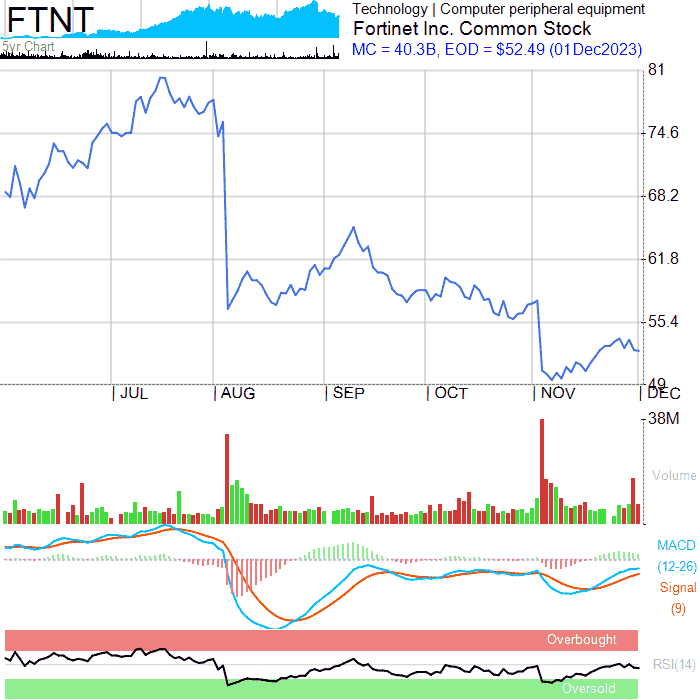 FTNT
5yr Chart
Technology | Computer peripheral equipment
Fortinet Inc. Common Stock
MC = 40.3B, EOD = $52.49 (01Dec2023)
81
74.6
68.2
61.8
55.4
49
JUL AUG SEP OCT NOV DEC
38M
Volume
MACD
(12-26)
Signal
(9)
Overbought
RSI(14)
Oversold